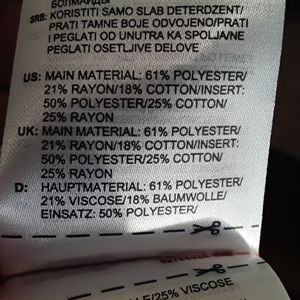 SRB: KORISTITI SAMO SLAB DETERDZENT/
PRATI TAMNE BOJE ODVOJENO/PRATI
I PEGLATI OD UNUTRA KA SPOLJA/NE
PEGLATI OSETLJIVE DELOVE
US: MAIN MATERIAL: 61% POLYESTER/
21% RAYON/18% COTTON/INSERT:
50% POLYESTER/25% COTTON/
25% RAYON
UK: MAIN MATERIAL: 61% POLYESTER/
21% RAYON/18% COTTON/INSERT:
50% POLYESTER/25% COTTON/
25% RAYON
D: HAUPTMATERIAL: 61% POLYESTER/
21% VISCOSE/18% BAUMWOLLE/
EINSATZ: 50% POLYESTER/
LE/25% VISCOSE